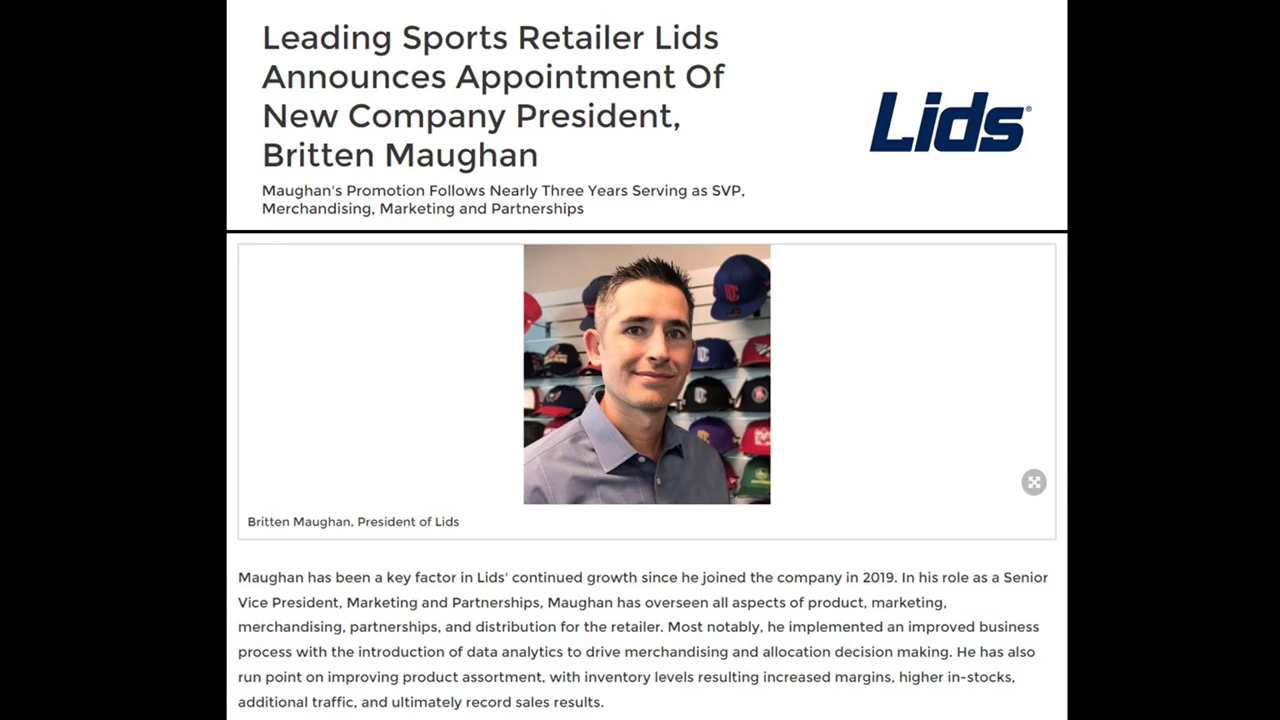 Leading Sports Retailer Lids
Announces Appointment Of
New Company President,
Britten Maughan
Lids®
Maughan's Promotion Follows Nearly Three Years Serving as SVP,
Merchandising, Marketing and Partnerships
Britten Maughan, President of Lids
Maughan has been a key factor in Lids' continued growth since he joined the company in 2019. In his role as a Senior
Vice President, Marketing and Partnerships, Maughan has overseen all aspects of product, marketing,
merchandising, partnerships, and distribution for the retailer. Most notably, he implemented an improved business
process with the introduction of data analytics to drive merchandising and allocation decision making. He has also
run point on improving product assortment, with inventory levels resulting increased margins, higher in-stocks,
additional traffic, and ultimately record sales results.